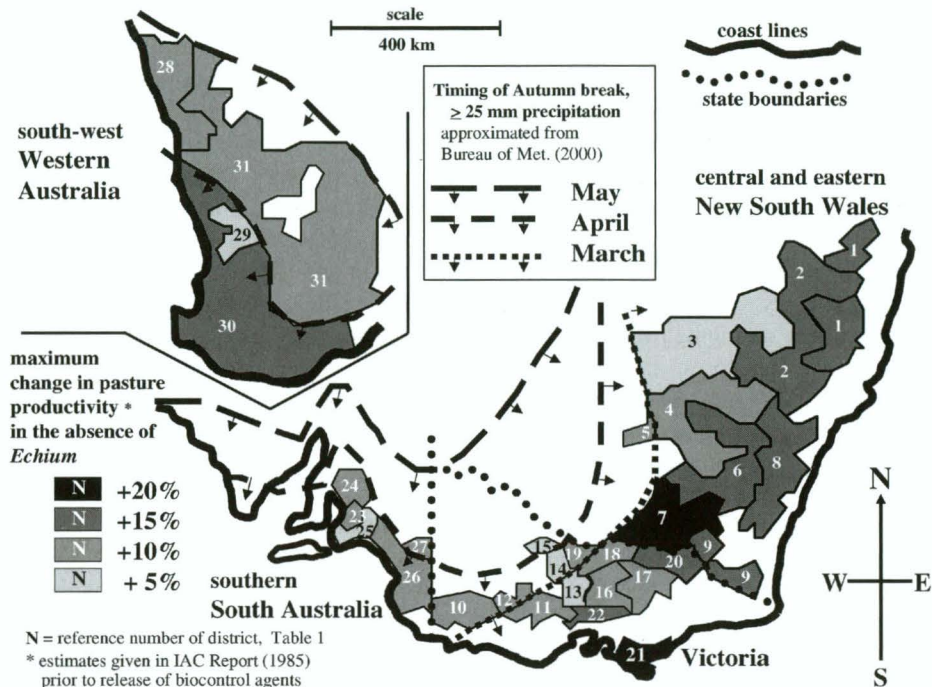 scale
400 km
coast lines
state boundaries
Timing of Autumn break,
≥ 25 mm precipitation
approximated from
Bureau of Met. (2000)
May
April
March
south-west
Western
Australia
28
31
29
31
30
central and eastern
New South Wales
1
2
1
3
2
4
5
6
8
7
maximum
change in pasture
productivity *
in the absence of
Echium
N +20%
N +15%
N +10%
N + 5%
24
23
25
27
26
15
19
18
14
20
9
9
17
13
16
12
10
11
22
21
southern
South Australia
Victoria
N
W E
S
N = reference number of district, Table 1
* estimates given in IAC Report (1985)
prior to release of biocontrol agents